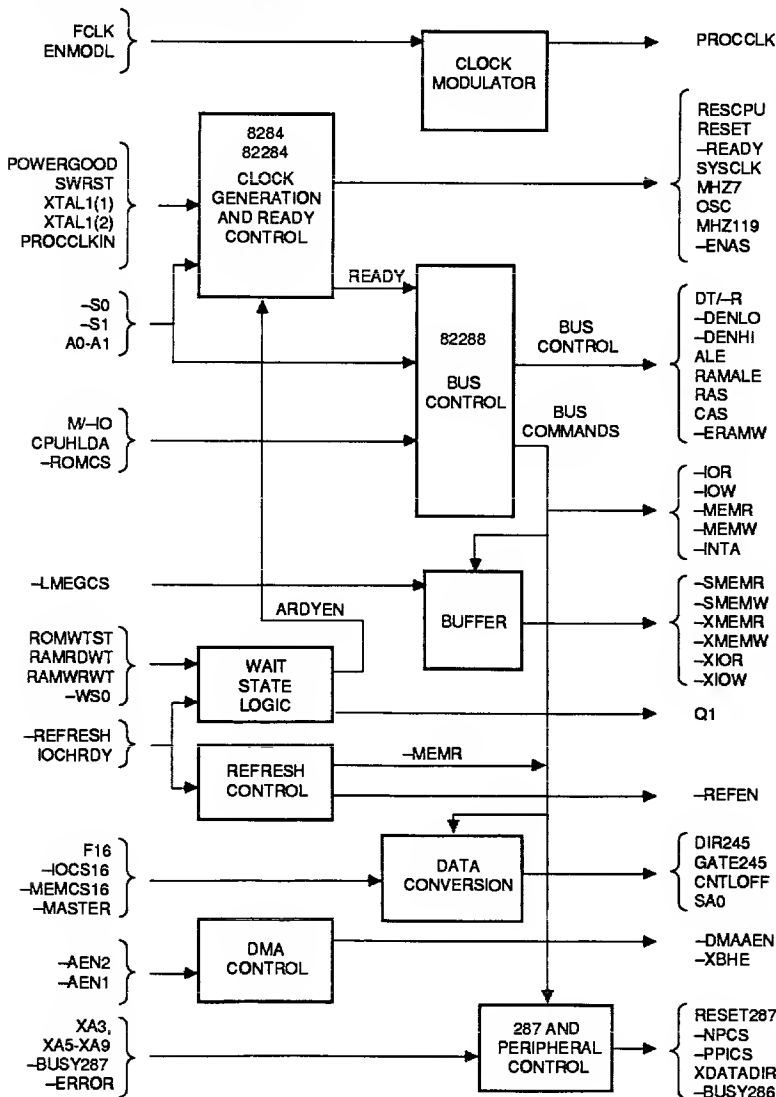 FCLK
ENMODL
CLOCK
MODULATOR
PROCCLK
POWERGOOD
SWRST
XTAL1(1)
XTAL1(2)
PROCCLKIN
8284
82284
CLOCK
GENERATION
AND READY
CONTROL
RESCPU
RESET
–READY
SYSCLK
MHZ7
OSC
MHZ119
–ENAS
–S0
–S1
A0-A1
READY
82288
BUS
CONTROL
BUS
CONTROL
DT/–R
–DENLO
–DENHI
ALE
RAMALE
RAS
CAS
–ERAMW
M/–IO
CPUHLDA
–ROMCS
BUS
COMMANDS
–IOR
–IOW
–MEMR
–MEMW
–INTA
–LMEGCS
ARDYEN
BUFFER
–SMEMR
–SMEMW
–XMEMR
–XMEMW
–XIOR
–XIOW
ROMWTST
RAMRDWT
RAMWRWT
–WS0
WAIT
STATE
LOGIC
Q1
–REFRESH
IOCHRDY
REFRESH
CONTROL
–MEMR
–REFEN
F16
–IOCS16
–MEMCS16
–MASTER
DATA
CONVERSION
DIR245
GATE245
CNTLOFF
SA0
–AEN2
–AEN1
DMA
CONTROL
–DMAAEN
–XBHE
XA3,
XA5-XA9
–BUSY287
–ERROR
287 AND
PERIPHERAL
CONTROL
RESET287
–NPCS
–PPICS
XDATADIR
–BUSY286